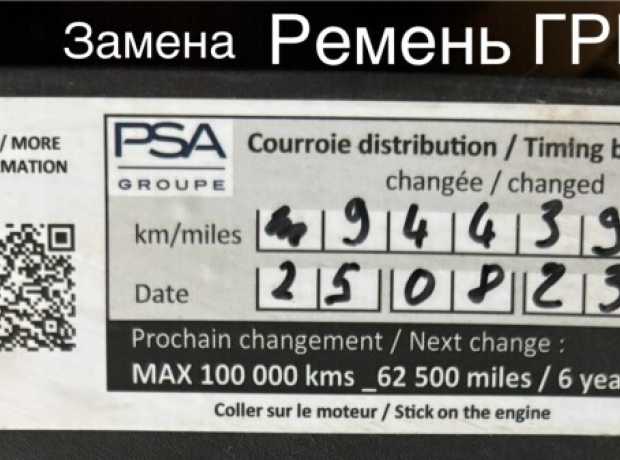 Замена Ремень ГР
/ MORE
MATION
PSA
GROUPE
Courroie distribution / Timing b
changée / changed
km/miles 9 4 4 3 9
Date 2 5 0 8 2 3
Prochain changement / Next change :
MAX 100 000 kms _62 500 miles / 6 yea
Coller sur le moteur / Stick on the engine